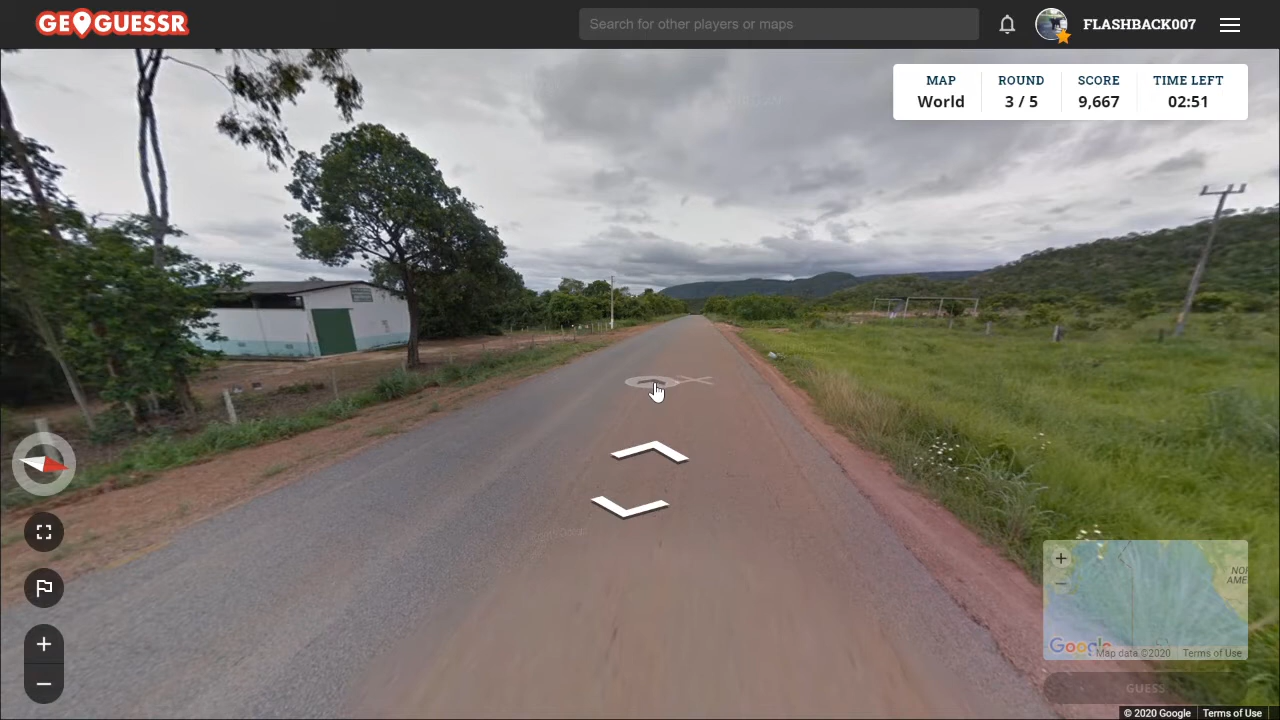 GEOGUESSR
Search for other players or maps
FLASHBACK007
MAP ROUND SCORE TIME LEFT
World 3 / 5 9,667 02:51
Google
Map data ©2020 Terms of Use
GUESS
© 2020 Google Terms of Use